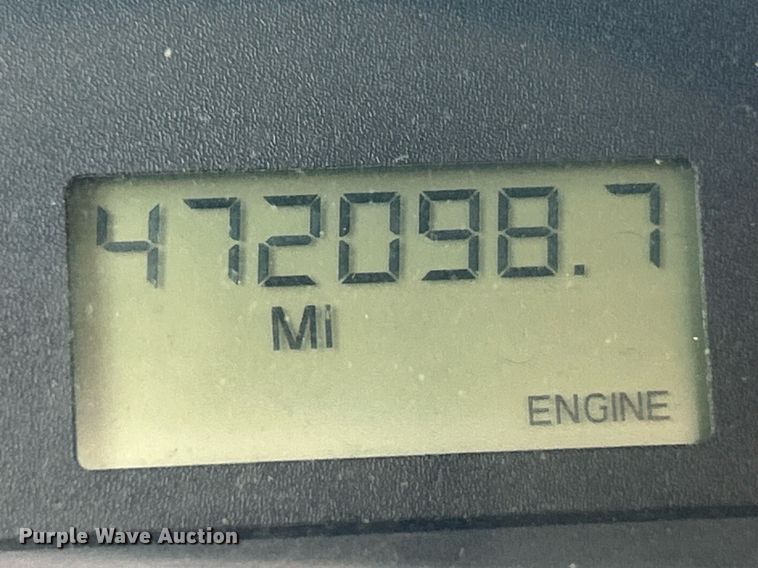 472098.7
Mi
ENGINE
Purple Wave Auction